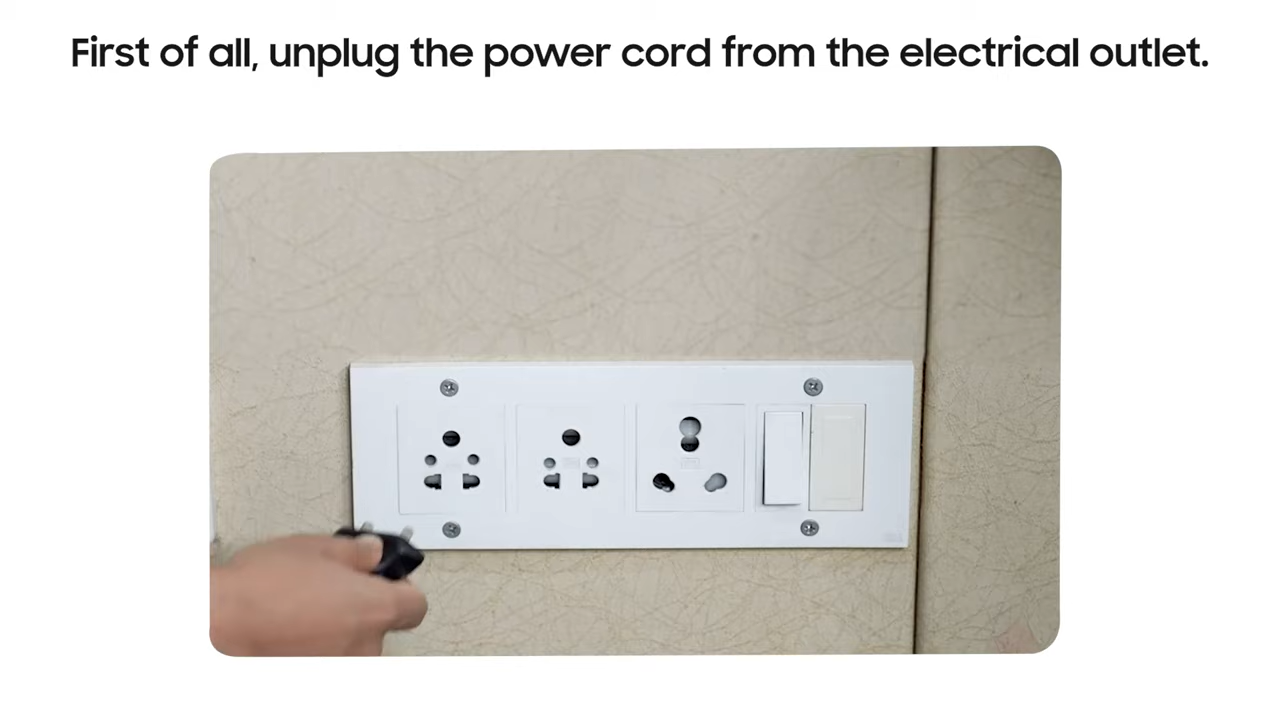 First of all, unplug the power cord from the electrical outlet.